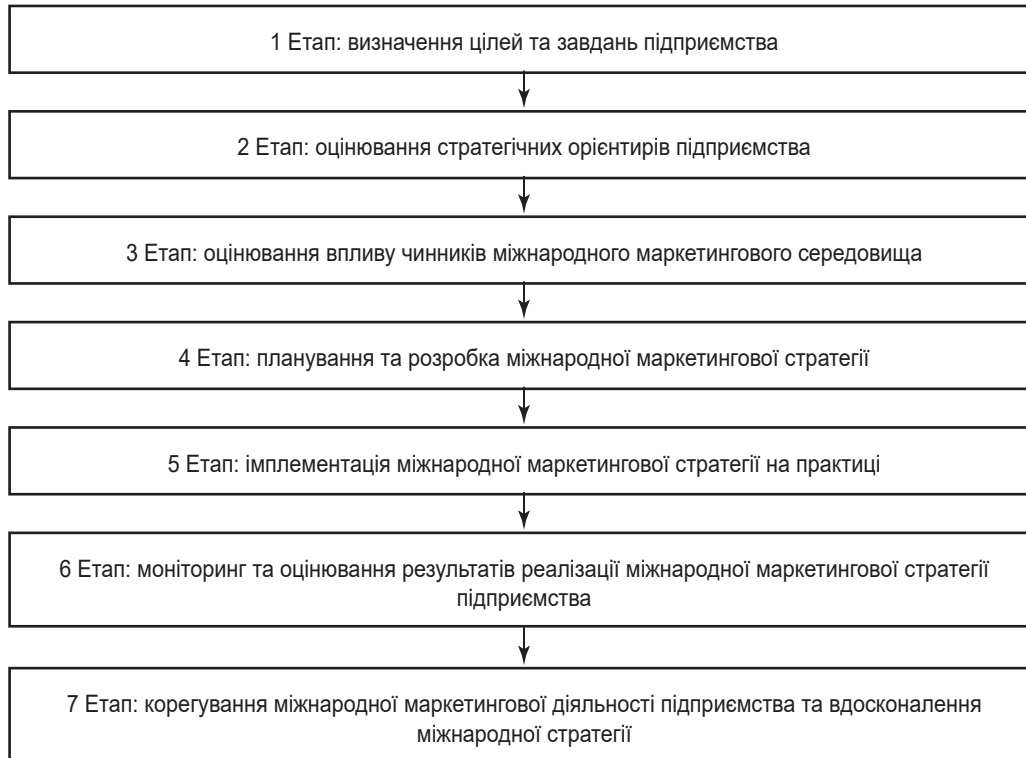 1 Етап: визначення цілей та завдань підприємства
2 Етап: оцінювання стратегічних орієнтирів підприємства
3 Етап: оцінювання впливу чинників міжнародного маркетингового середовища
4 Етап: планування та розробка міжнародної маркетингової стратегії
5 Етап: імплементація міжнародної маркетингової стратегії на практиці
6 Етап: моніторинг та оцінювання результатів реалізації міжнародної маркетингової стратегії
підприємства
7 Етап: корегування міжнародної маркетингової діяльності підприємства та вдосконалення
міжнародної стратегії